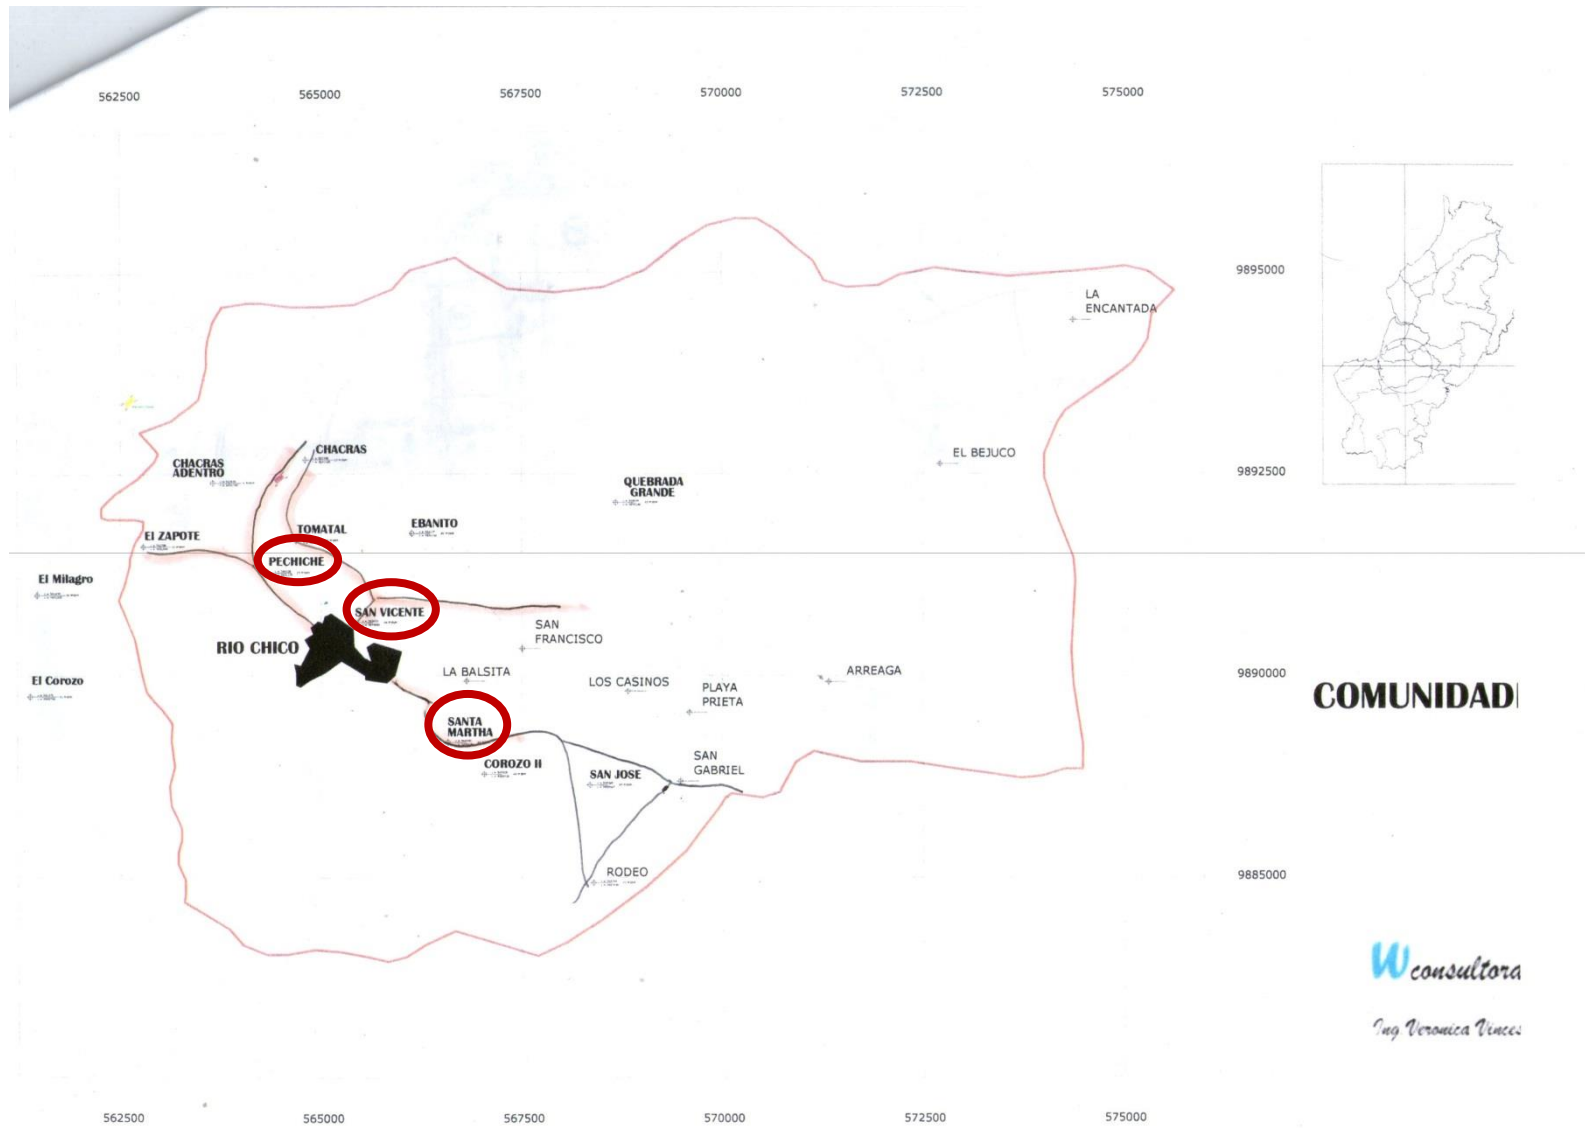 562500 565000 567500 570000 572500 575000
9895000
LA
ENCANTADA
CHACRAS
EL BEJUCO
CHACRAS
ADENTRO
9892500
QUEBRADA
GRANDE
EBANITO
TOMATAL
El ZAPOTE
PECHICHE
El Milagro
SAN VICENTE
SAN
FRANCISCO
RIO CHICO
LA BALSITA
ARREAGA
9890000
El Corozo
LOS CASINOS
PLAYA
PRIETA
COMUNIDAD
SANTA
MARTHA
SAN
GABRIEL
COROZO II
SAN JOSE
RODEO
9885000
W consultora
Ing Veronica Vinces
562500 565000 567500 570000 572500 575000